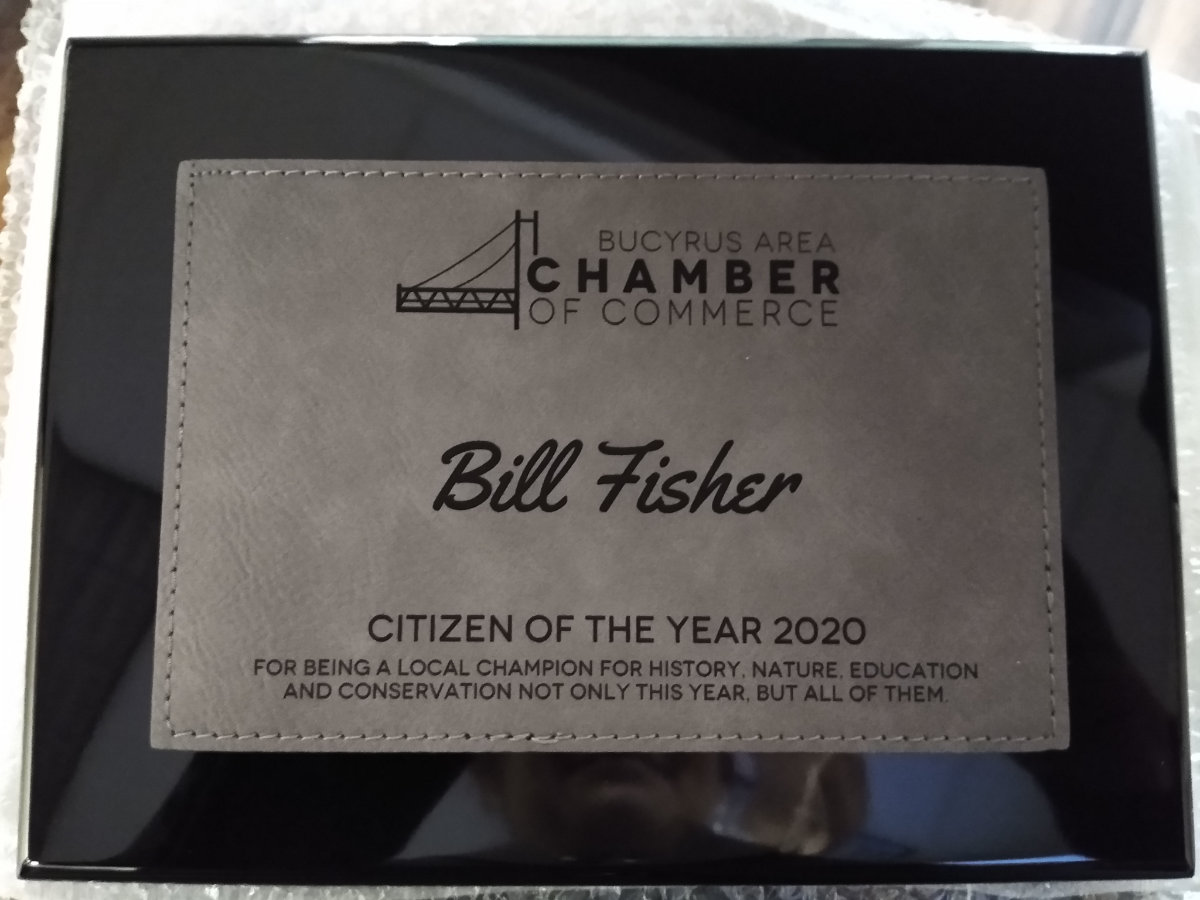 BUCYRUS AREA
CHAMBER
OF COMMERCE
Bill Fisher
CITIZEN OF THE YEAR 2020
FOR BEING A LOCAL CHAMPION FOR HISTORY, NATURE, EDUCATION
AND CONSERVATION NOT ONLY THIS YEAR, BUT ALL OF THEM.